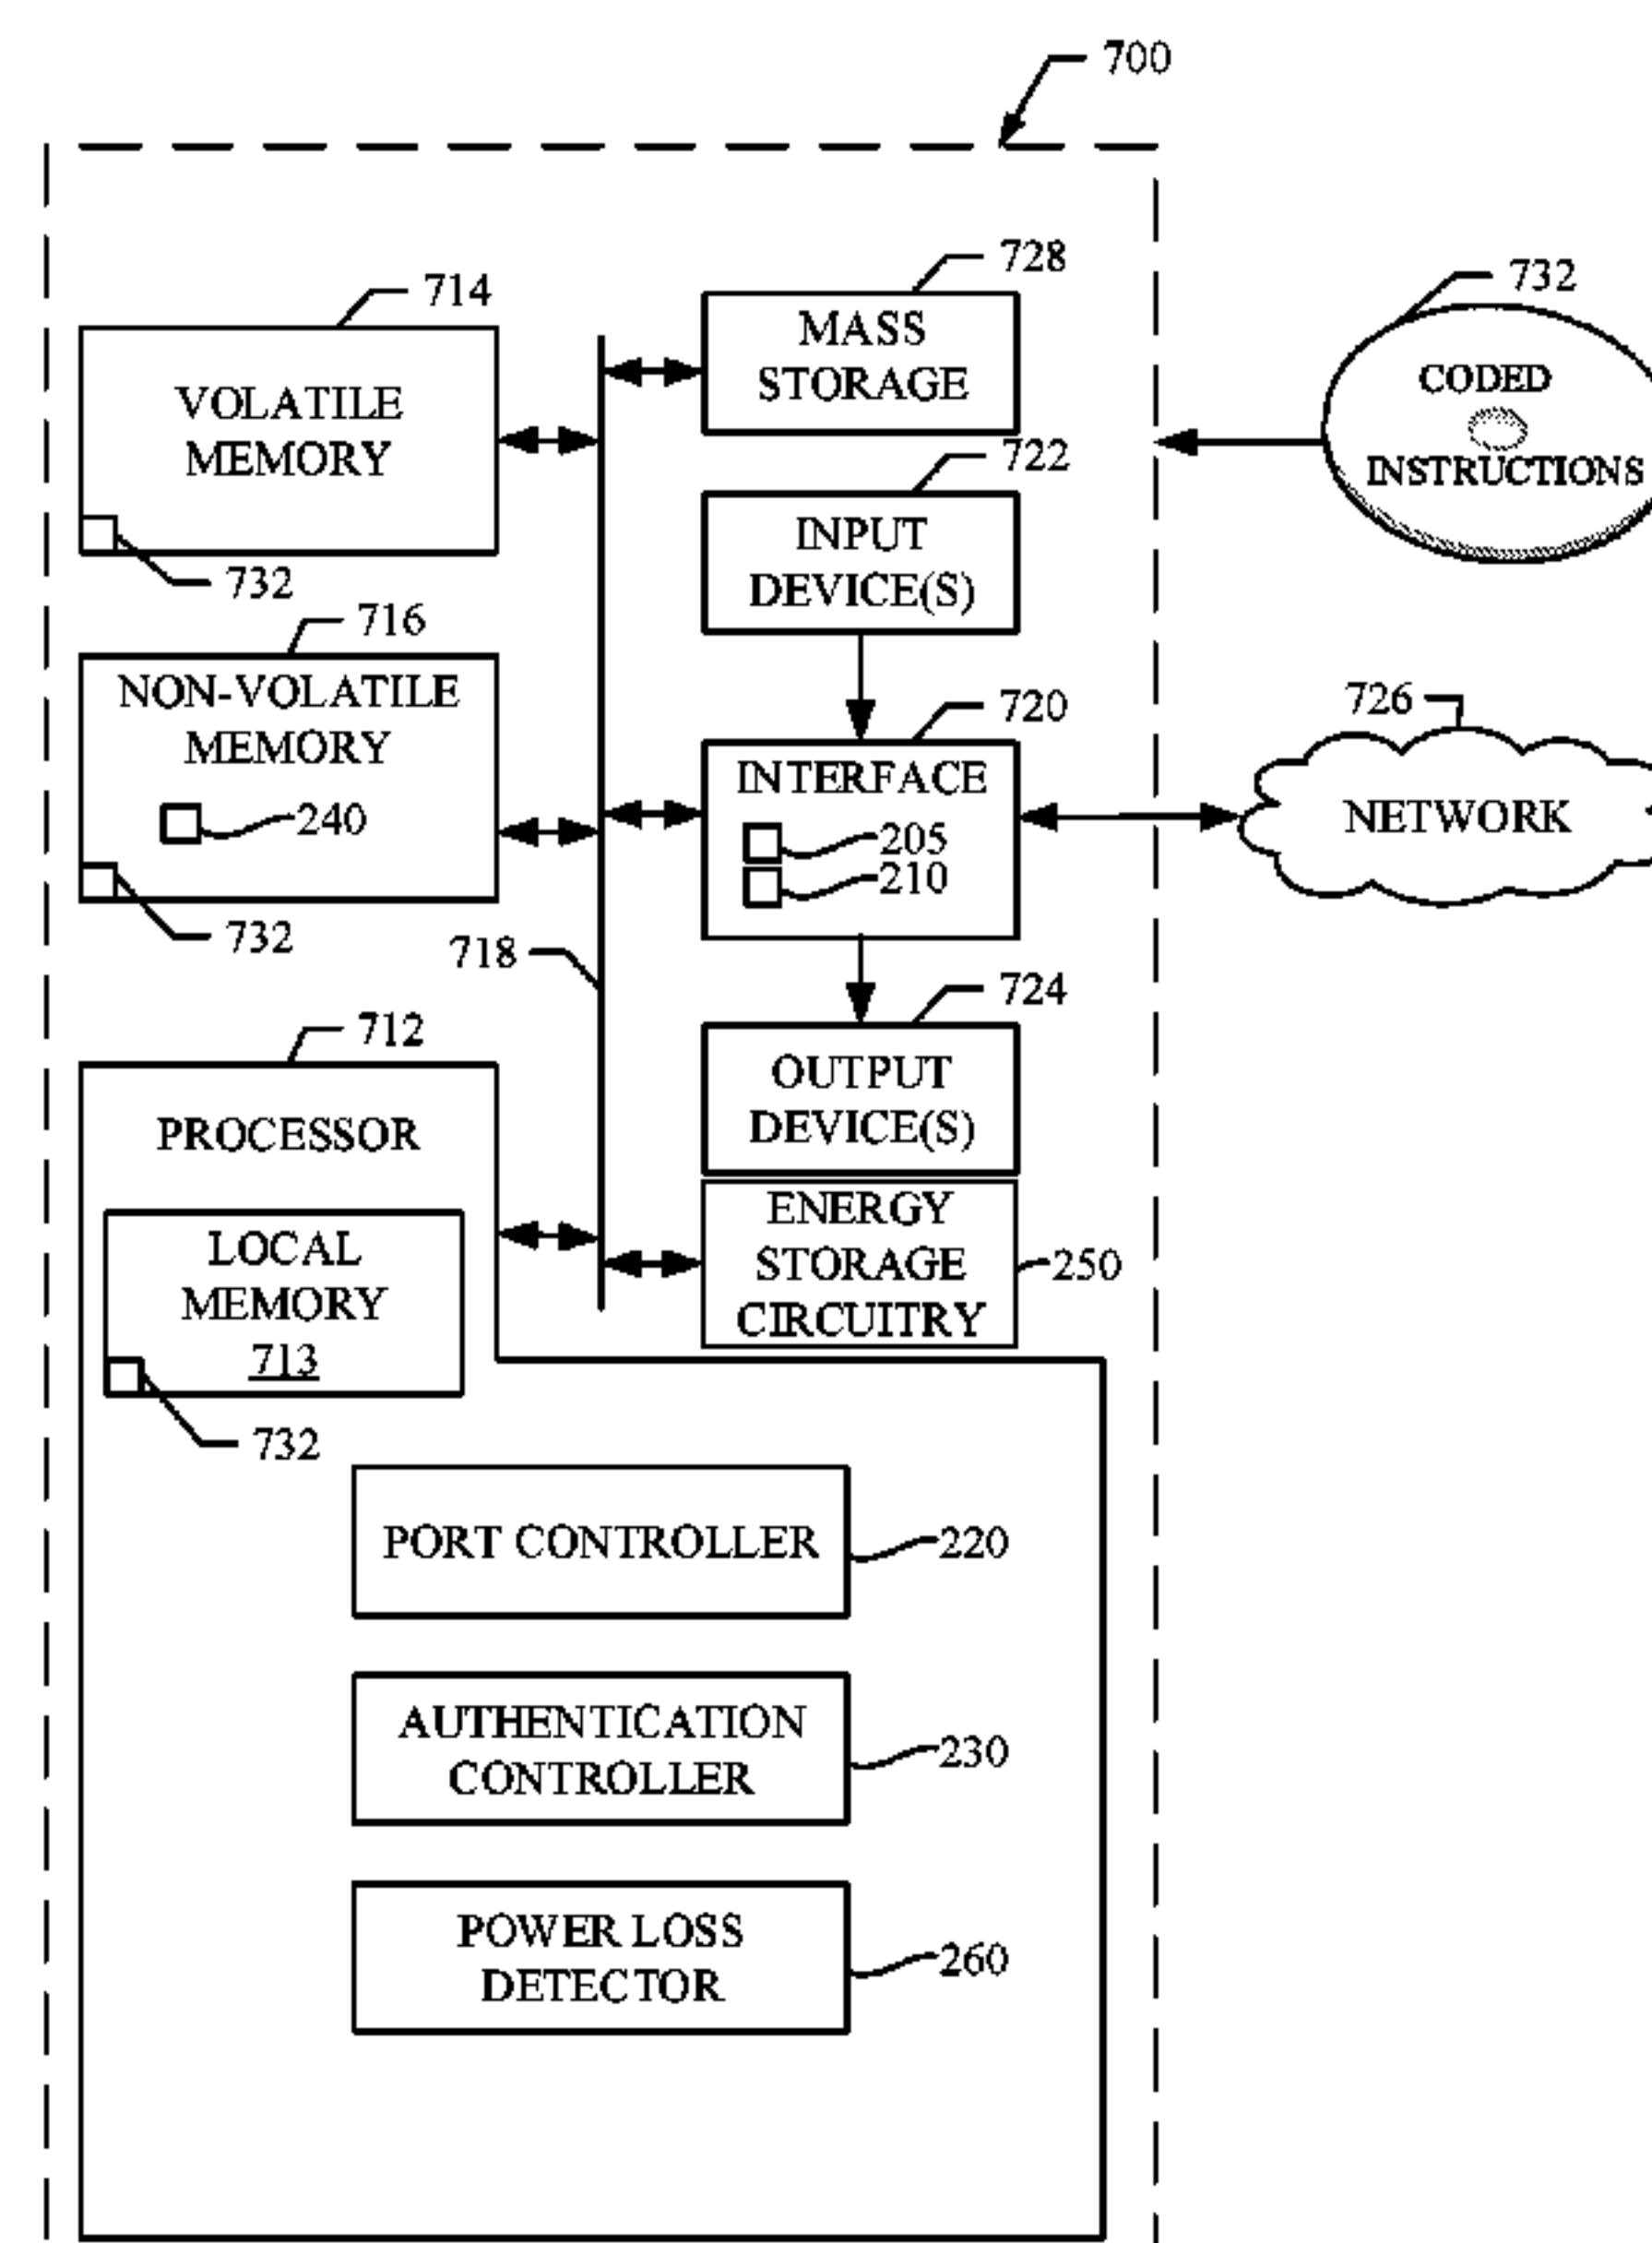 700
728
MASS
STORAGE
714
VOLATILE
MEMORY
732
732
CODED
INSTRUCTIONS
722
INPUT
DEVICE(S)
716
NON-VOLATILE
MEMORY
240
732
720
INTERFACE
205
210
726
NETWORK
718
724
OUTPUT
DEVICE(S)
712
PROCESSOR
LOCAL
MEMORY
713
732
ENERGY
STORAGE
CIRCUITRY
250
PORT CONTROLLER
220
AUTHENTICATION
CONTROLLER
230
POWER LOSS
DETECTOR
260